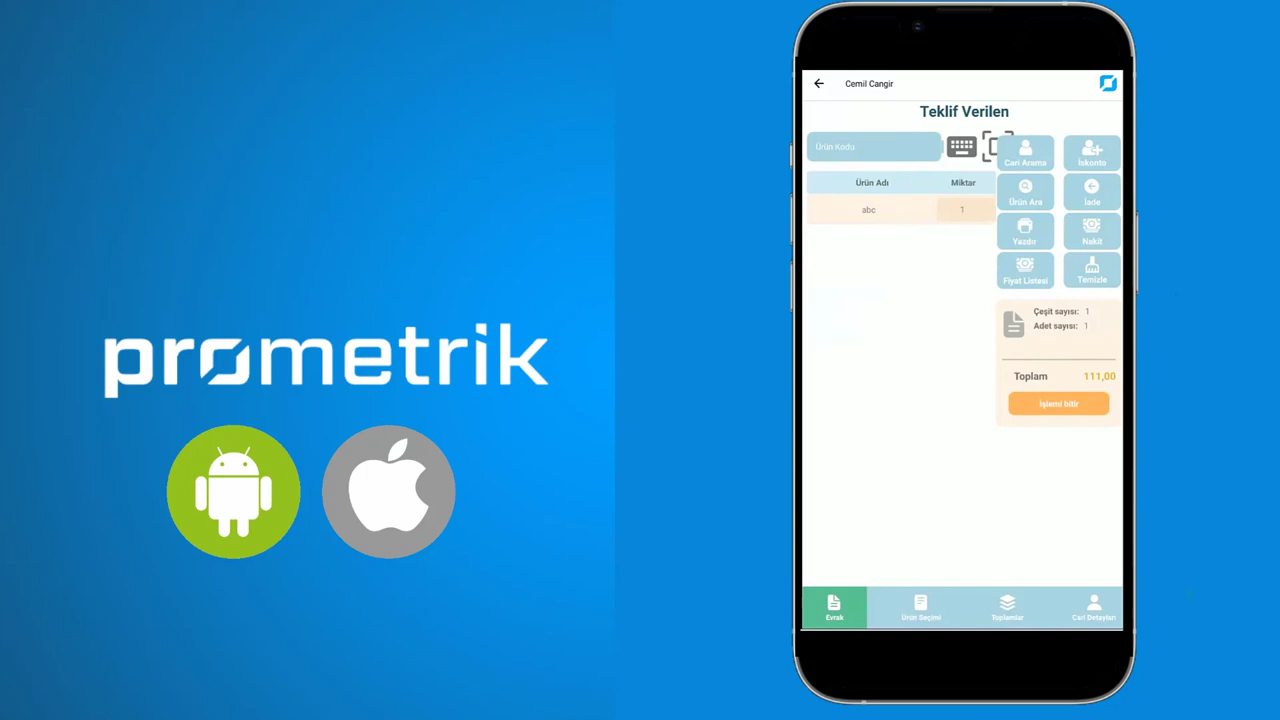 prometrik
Cemil Cangir
Teklif Verilen
Ürün Kodu
Cari Arama
İskonto
Ürün Adı
Miktar
abc
1
Ürün Ara
İade
Yazdır
Nakit
Fiyat Listesi
Temizle
Çeşit sayısı: 1
Adet sayısı: 1
Toplam 111,00
İşlemi bitir
Evrak
Ürün Seçimi
Toplamlar
Cari Detayları